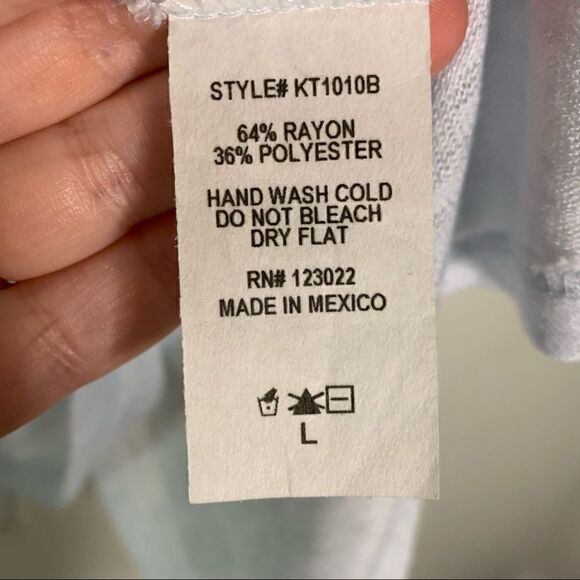 STYLE# KT1010B
64% RAYON
36% POLYESTER
HAND WASH COLD
DO NOT BLEACH
DRY FLAT
RN# 123022
MADE IN MEXICO
L